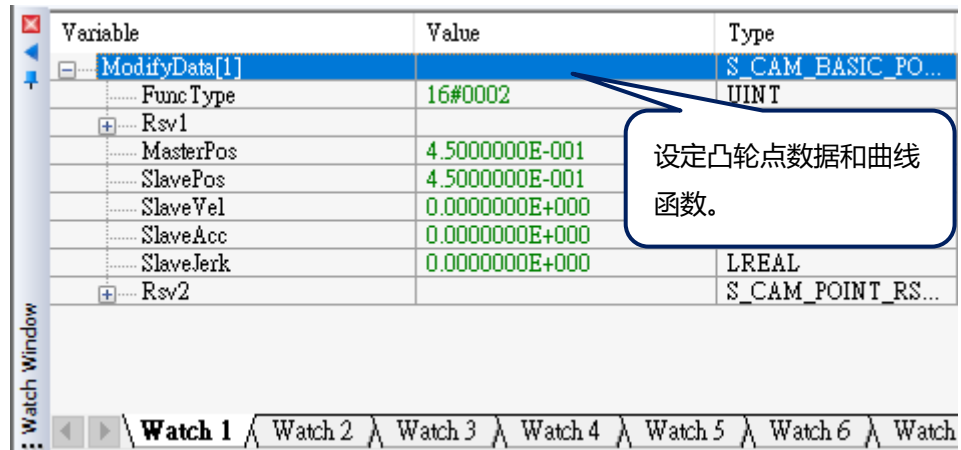 Variable Value Type
ModifyData[1] S_CAM_BASIC_PO...
FuncType 16#0002 UINT
Rsv1
MasterPos 4.5000000E-001
SlavePos 4.5000000E-001
SlaveVel 0.0000000E+000
SlaveAcc 0.0000000E+000
SlaveJerk 0.0000000E+000 LREAL
Rsv2 S_CAM_POINT_RS...
设定凸轮点数据和曲线
函数。
Watch Window
Watch 1 Watch 2 Watch 3 Watch 4 Watch 5 Watch 6 Watch